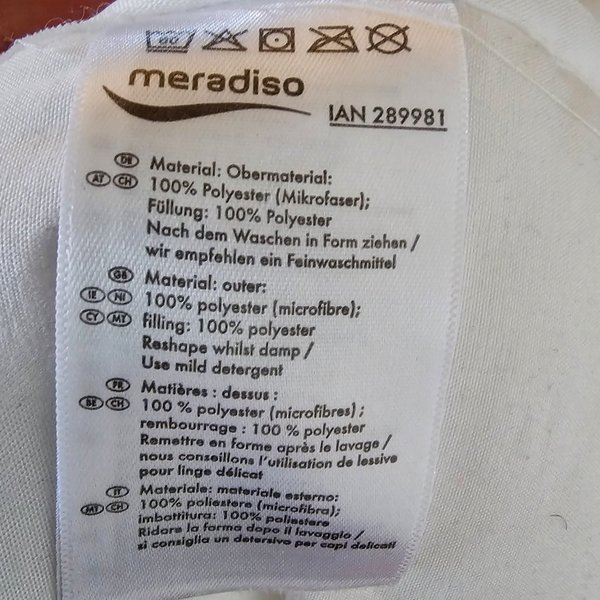 60
meradiso
IAN 289981
DE Material: Obermaterial:
AT CH 100% Polyester (Mikrofaser);
Füllung: 100% Polyester
Nach dem Waschen in Form ziehen /
wir empfehlen ein Feinwaschmittel
GB Material: outer:
IE NI 100% polyester (microfibre);
CY MT filling: 100% polyester
Reshape whilst damp /
Use mild detergent
FR Matières : dessus :
BE CH 100 % polyester (microfibres) ;
rembourrage : 100 % polyester
Remettre en forme après le lavage /
nous conseillons l'utilisation de lessive
pour linge délicat
IT Materiale: materiale esterno:
MT CH 100% poliestere (microfibra);
imbottitura: 100% poliestere
Ridare la forma dopo il lavaggio /
si consiglia un detersivo per capi delicati